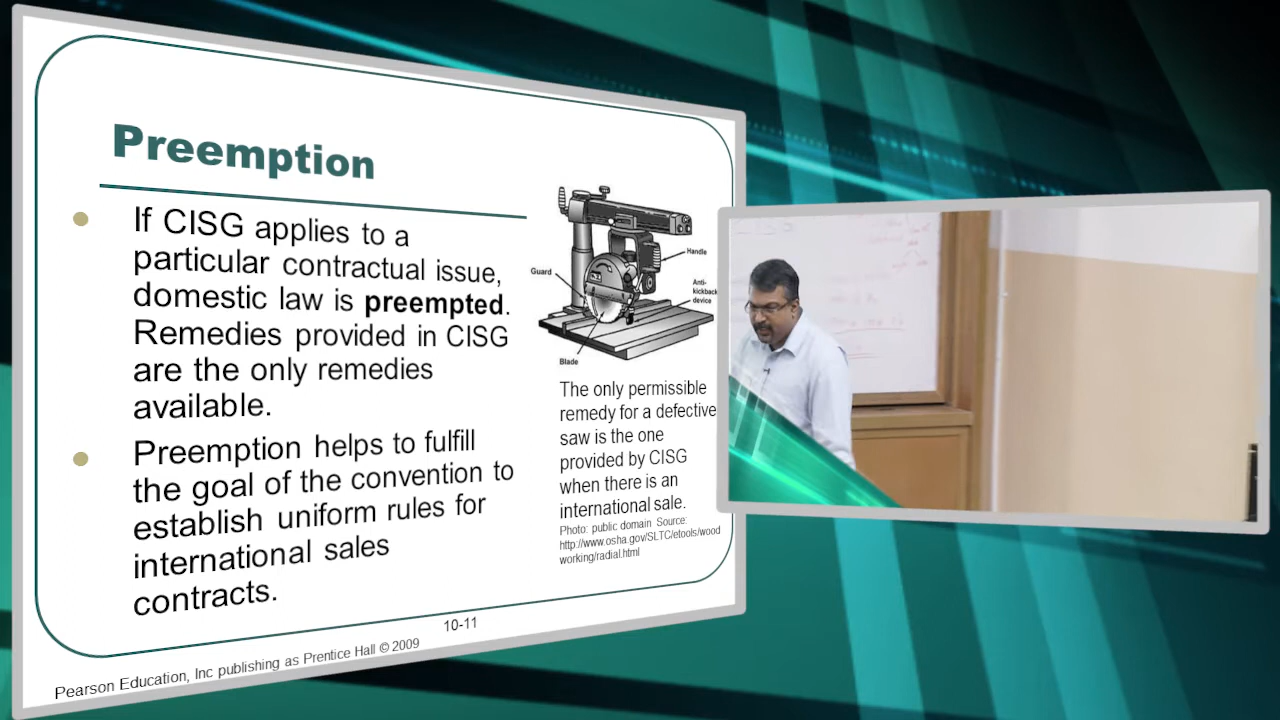 Preemption
If CISG applies to a
particular contractual issue,
domestic law is preempted.
Remedies provided in CISG
are the only remedies
available.
Preemption helps to fulfill
the goal of the convention to
establish uniform rules for
international sales
contracts.
Handle
Guard
Anti-
kickback
device
Blade
The only permissible
remedy for a defective
saw is the one
provided by CISG
when there is an
international sale.
Photo: public domain Source:
http://www.osha.gov/SLTC/etools/wood
working/radial.html
10-11
Pearson Education, Inc publishing as Prentice Hall © 2009